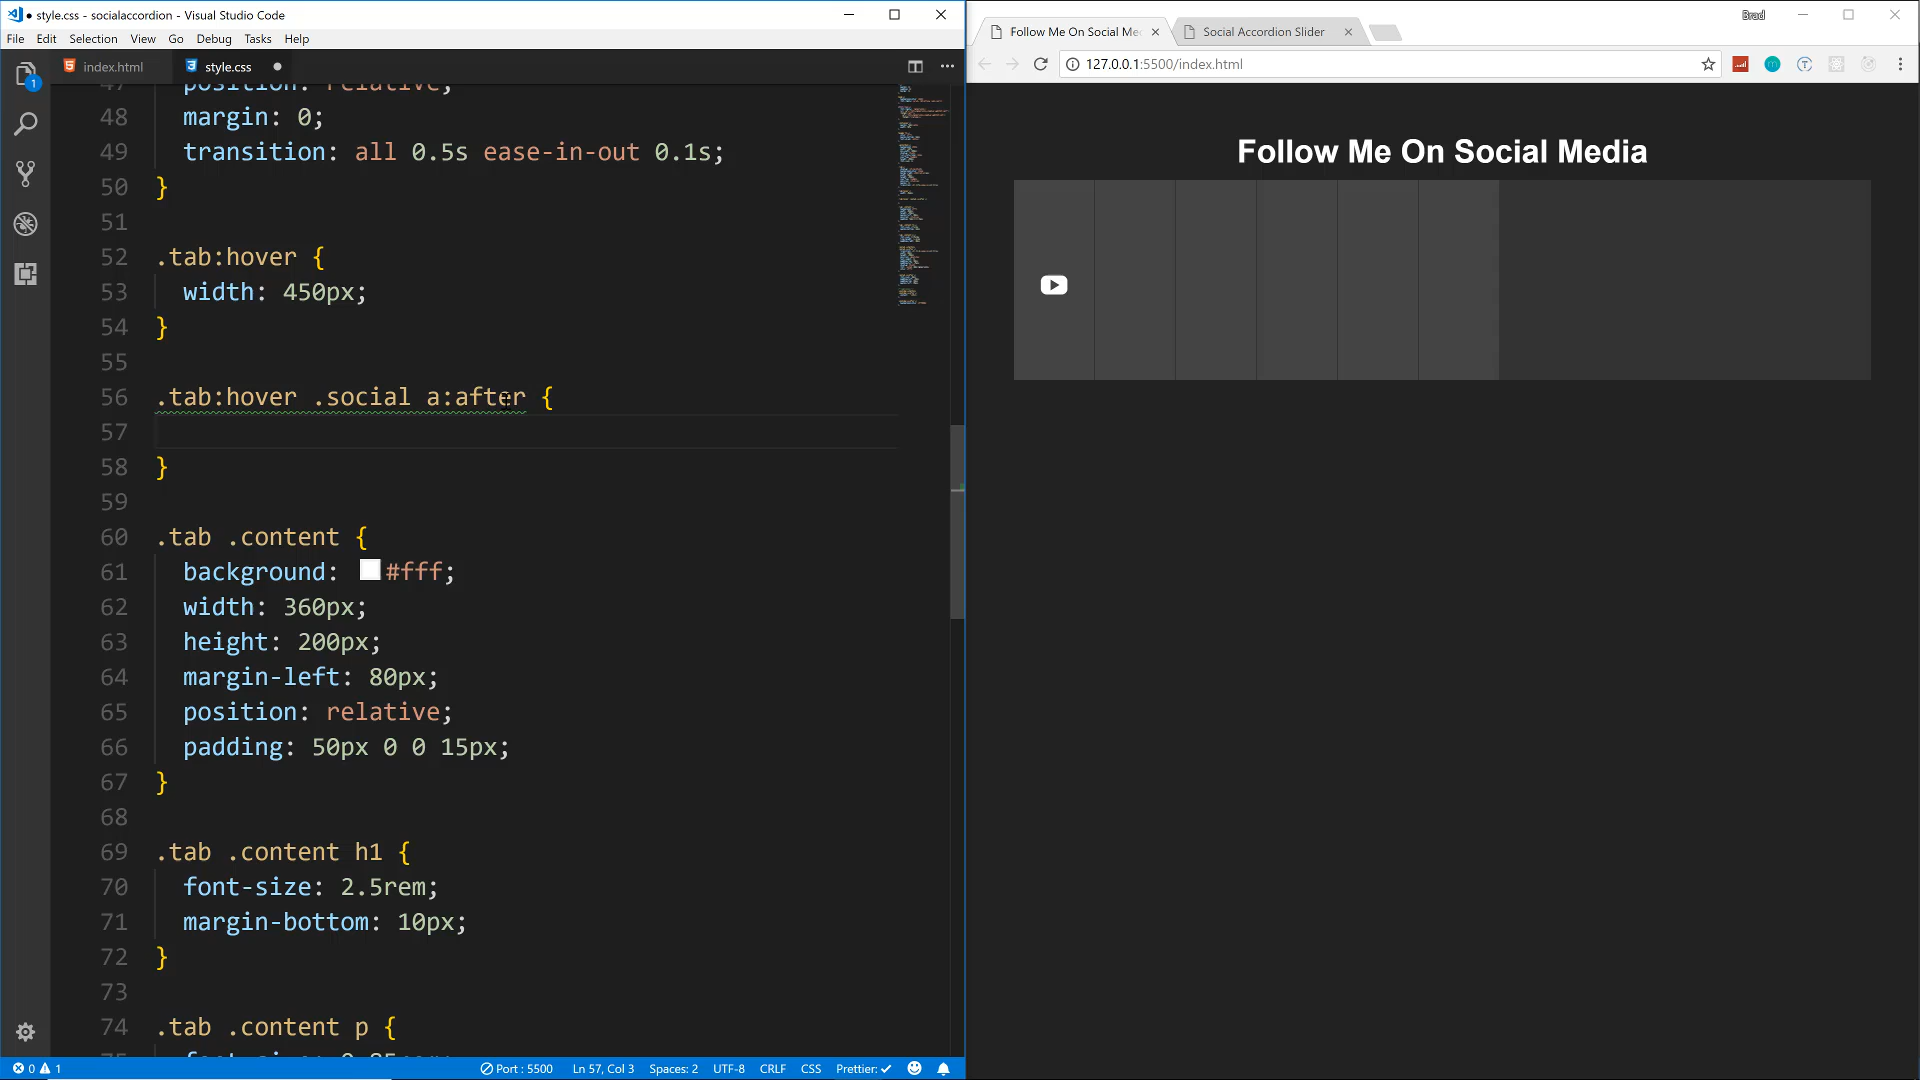 style.css - socialaccordion - Visual Studio Code
File Edit Selection View Go Debug Tasks Help
index.html
style.css
1
47 position: relative;
48 margin: 0;
49 transition: all 0.5s ease-in-out 0.1s;
50 }
51
52 .tab:hover {
53 width: 450px;
54 }
55
56 .tab:hover .social a:after {
57
58 }
59
60 .tab .content {
61 background: #fff;
62 width: 360px;
63 height: 200px;
64 margin-left: 80px;
65 position: relative;
66 padding: 50px 0 0 15px;
67 }
68
69 .tab .content h1 {
70 font-size: 2.5rem;
71 margin-bottom: 10px;
72 }
73
74 .tab .content p {
0 1 Port : 5500 Ln 57, Col 3 Spaces: 2 UTF-8 CRLF CSS Prettier: ✓
Brad
Follow Me On Social Me
Social Accordion Slider
127.0.0.1:5500/index.html
Follow Me On Social Media